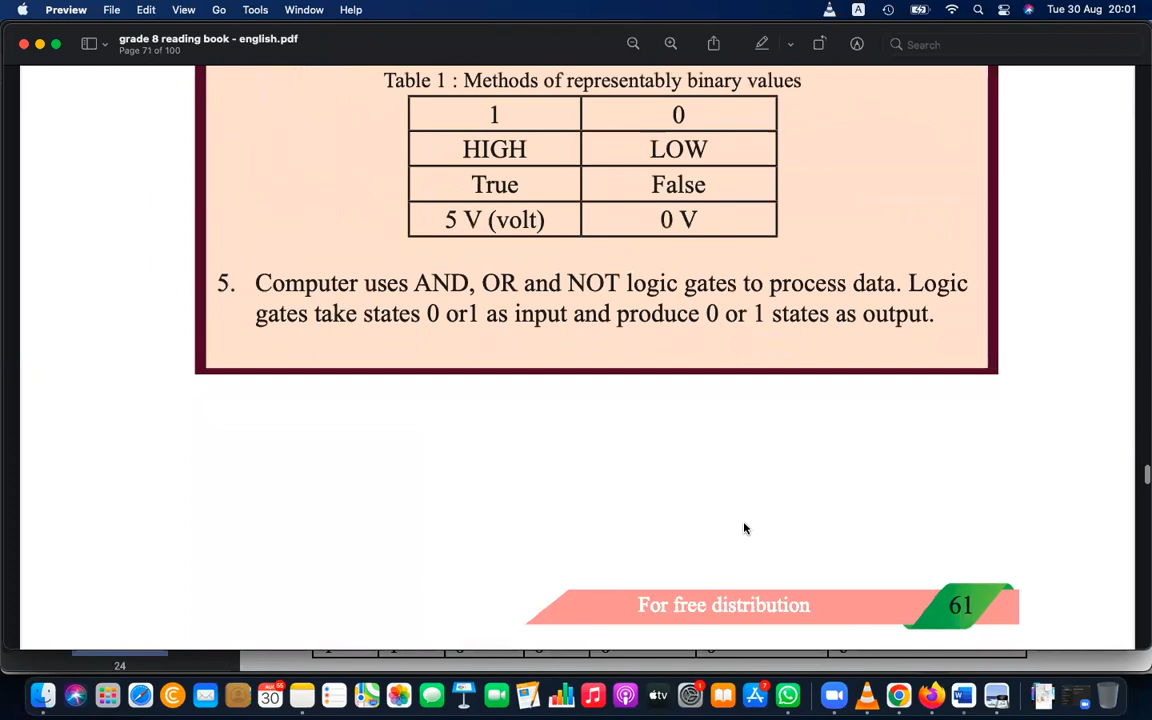 Preview File Edit View Go Tools Window Help A Tue 30 Aug 20:01
grade 8 reading book - english.pdf
Page 71 of 100
Search
Table 1 : Methods of representably binary values
1 0
HIGH LOW
True False
5 V (volt) 0 V
5. Computer uses AND, OR and NOT logic gates to process data. Logic
gates take states 0 or1 as input and produce 0 or 1 states as output.
For free distribution 61
24